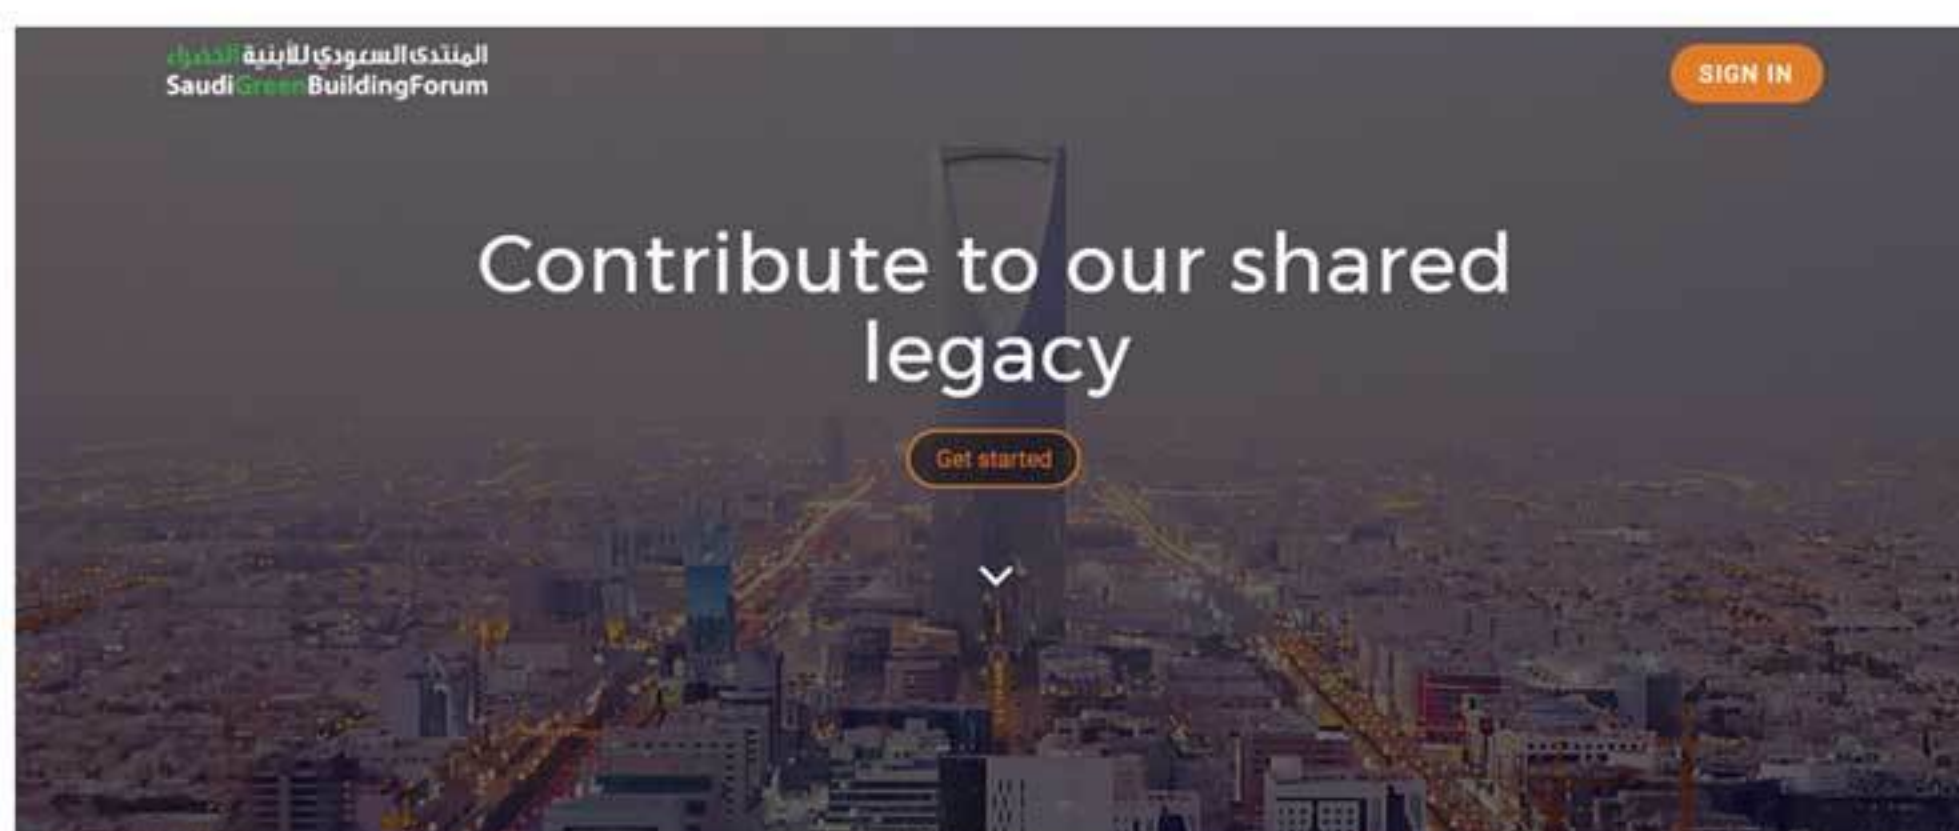 المنتدى السعودي للأبنية الخضراء
SaudiGreenBuildingForum
SIGN IN
Contribute to our shared
legacy
Get started